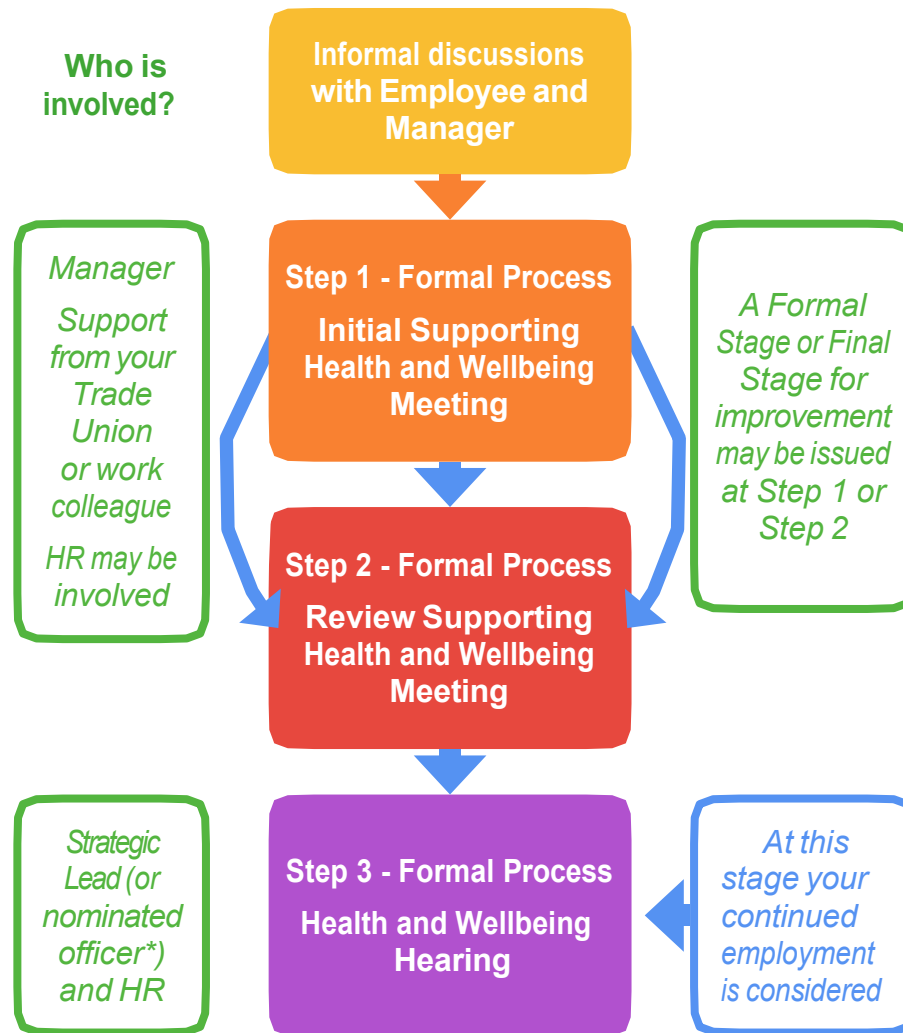 Who is
involved?
Informal discussions
with Employee and
Manager
Manager
Support
from your
Trade
Union
or work
colleague
HR may be
involved
Step 1 - Formal Process
Initial Supporting
Health and Wellbeing
Meeting
A Formal
Stage or Final
Stage for
improvement
may be issued
at Step 1 or
Step 2
Step 2 - Formal Process
Review Supporting
Health and Wellbeing
Meeting
Strategic
Lead (or
nominated
officer*)
and HR
Step 3 - Formal Process
Health and Wellbeing
Hearing
At this
stage your
continued
employment
is considered